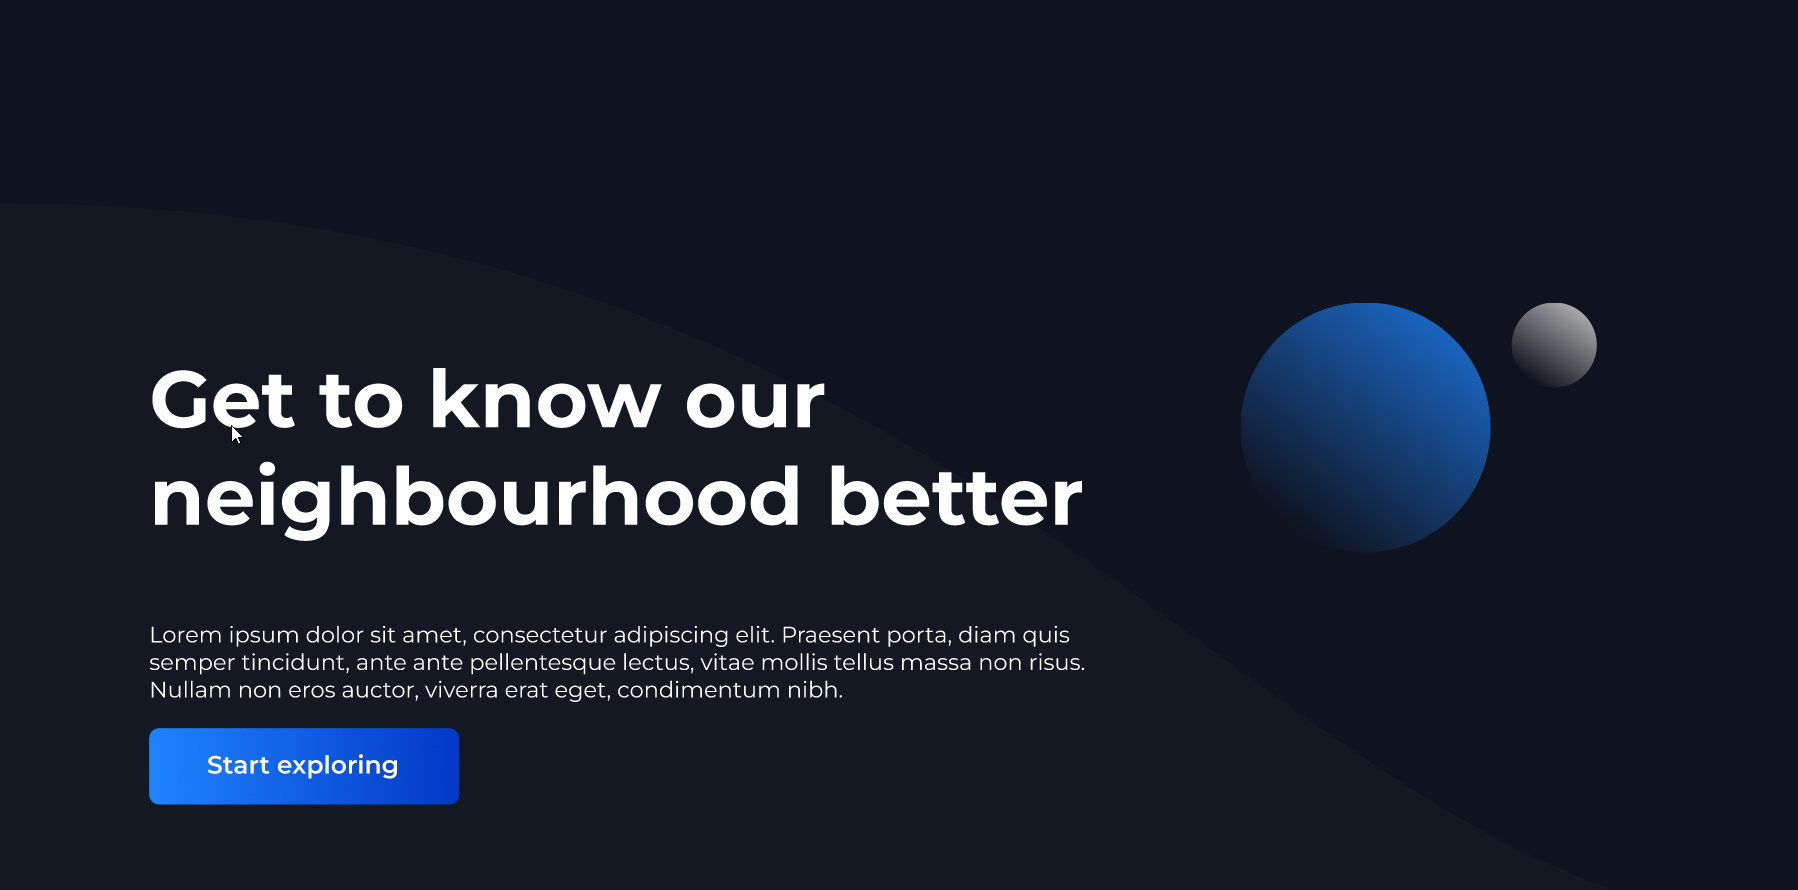 Get to know our
neighbourhood better
Lorem ipsum dolor sit amet, consectetur adipiscing elit. Praesent porta, diam quis
semper tincidunt, ante ante pellentesque lectus, vitae mollis tellus massa non risus.
Nullam non eros auctor, viverra erat eget, condimentum nibh.
Start exploring